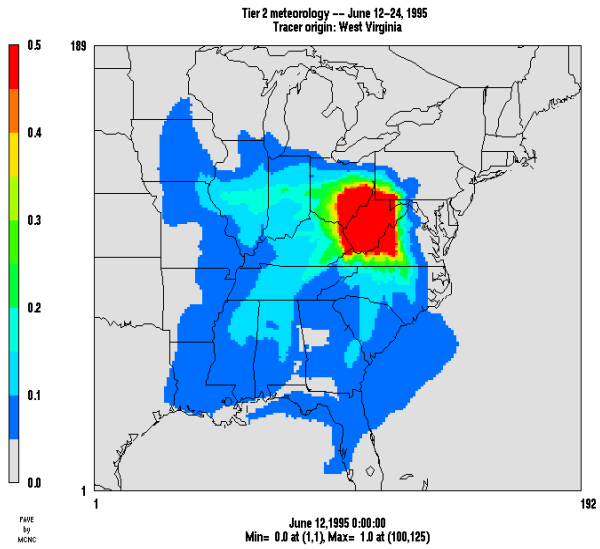 Tier 2 meteorology -- June 12-24, 1995
Tracer origin: West Virginia
0.5
0.4
0.3
0.2
0.1
0.0
189
1
1
192
PAVE
by
MCNC
June 12,1995 0:00:00
Min= 0.0 at (1,1), Max= 1.0 at (100,125)